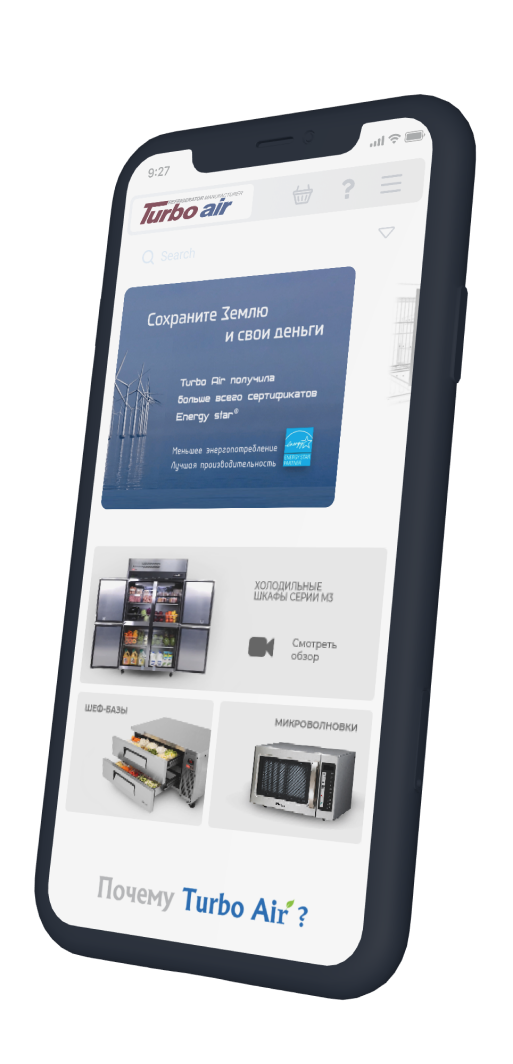 9:27
REFRIGERATOR MANUFACTURER
Turbo air
?
Search
Сохраните Землю
и свои деньги
Turbo Air получила
больше всего сертификатов
Energy star®
Меньшее энергопотребление
Лучшая производительность
ENERGY STAR
PARTNER
ХОЛОДИЛЬНЫЕ
ШКАФЫ СЕРИИ М3
Смотреть
обзор
ШЕФ-БАЗЫ
МИКРОВОЛНОВКИ
Почему Turbo Air?